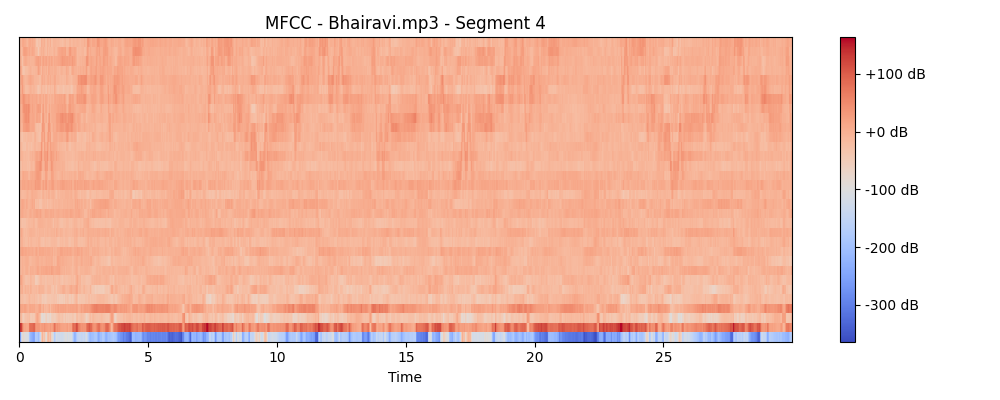 MFCC - Bhairavi.mp3 - Segment 4
+100 dB
+0 dB
-100 dB
-200 dB
-300 dB
0 5 10 15 20 25
Time